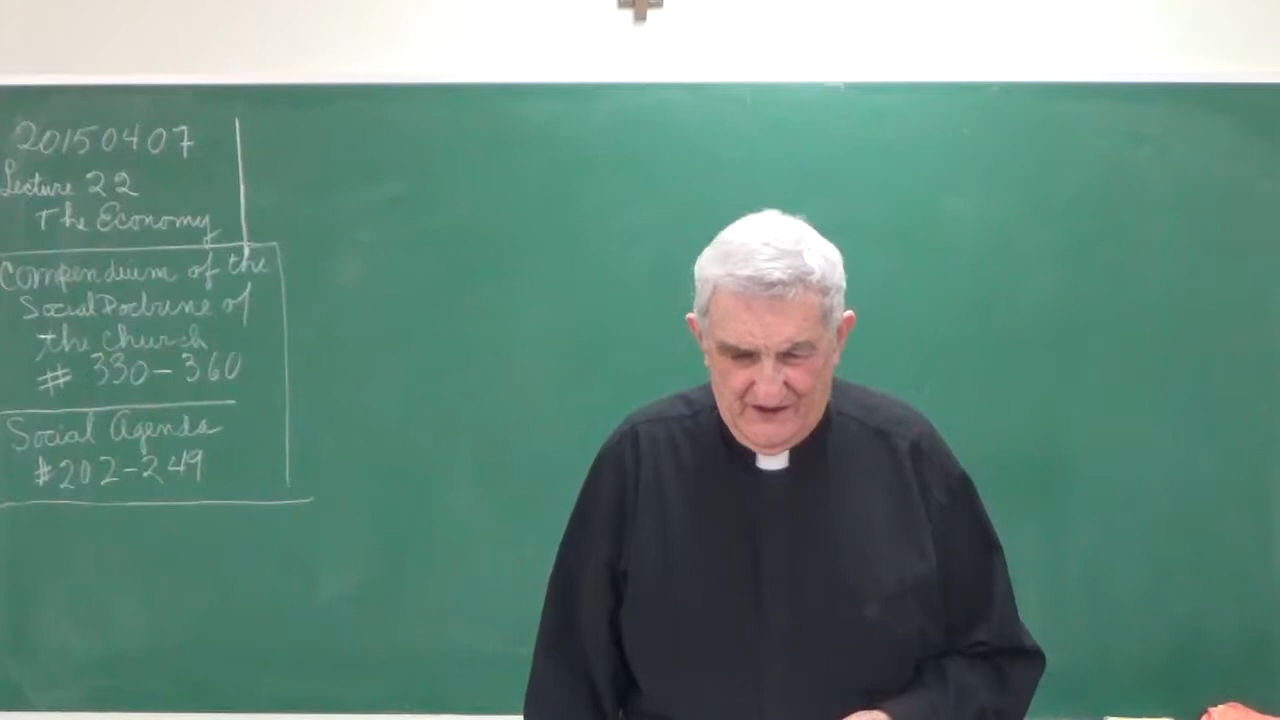 20150407
Lecture 22
The Economy
Compendium of the
Social Doctrine of
the Church
# 330-360
Social Agenda
#202-249